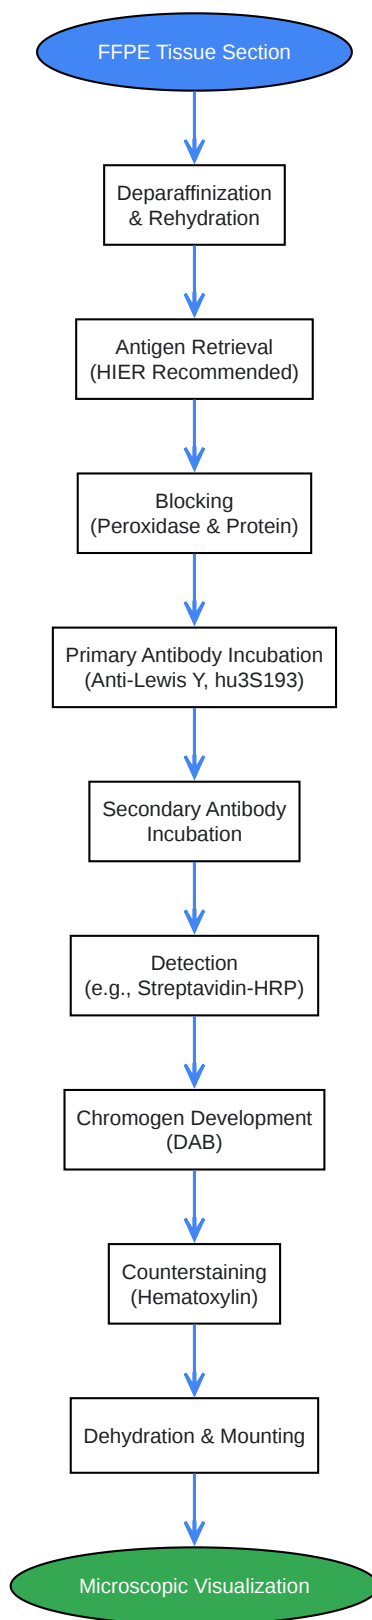 FFPE Tissue Section
Deparaffinization
& Rehydration
Antigen Retrieval
(HIER Recommended)
Blocking
(Peroxidase & Protein)
Primary Antibody Incubation
(Anti-Lewis Y, hu3S193)
Secondary Antibody
Incubation
Detection
(e.g., Streptavidin-HRP)
Chromogen Development
(DAB)
Counterstaining
(Hematoxylin)
Dehydration & Mounting
Microscopic Visualization